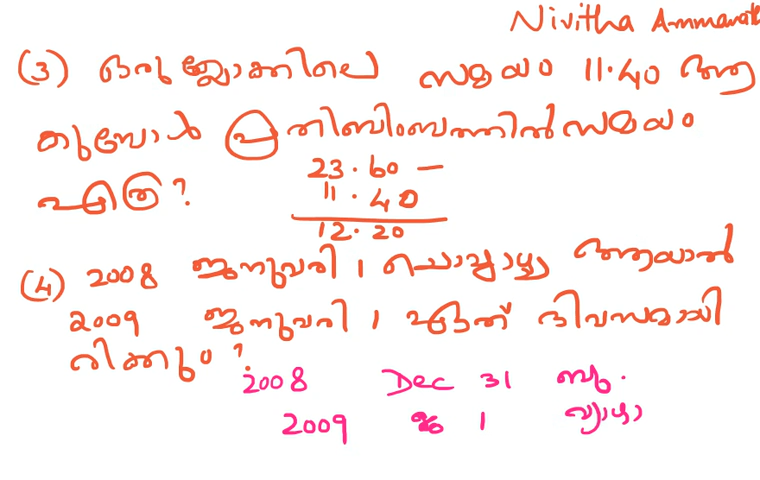 Nivitha Ammanath
(3) ഒരു ക്ലോക്കിലെ സമയം 11.40 ആ
കുമ്പോൾ പ്രതിബിംബത്തിൽ സമയം
എത്ര?
23.60 —
11.40
12.20
(4) 2008 ജനുവരി 1 ചൊവ്വാഴ്ച ആയാൽ
2009 ജനുവരി 1 ഏത് ദിവസമായി
രിക്കും?
2008 Dec 31 ബു.
2009 ജ 1 വ്യാഴം